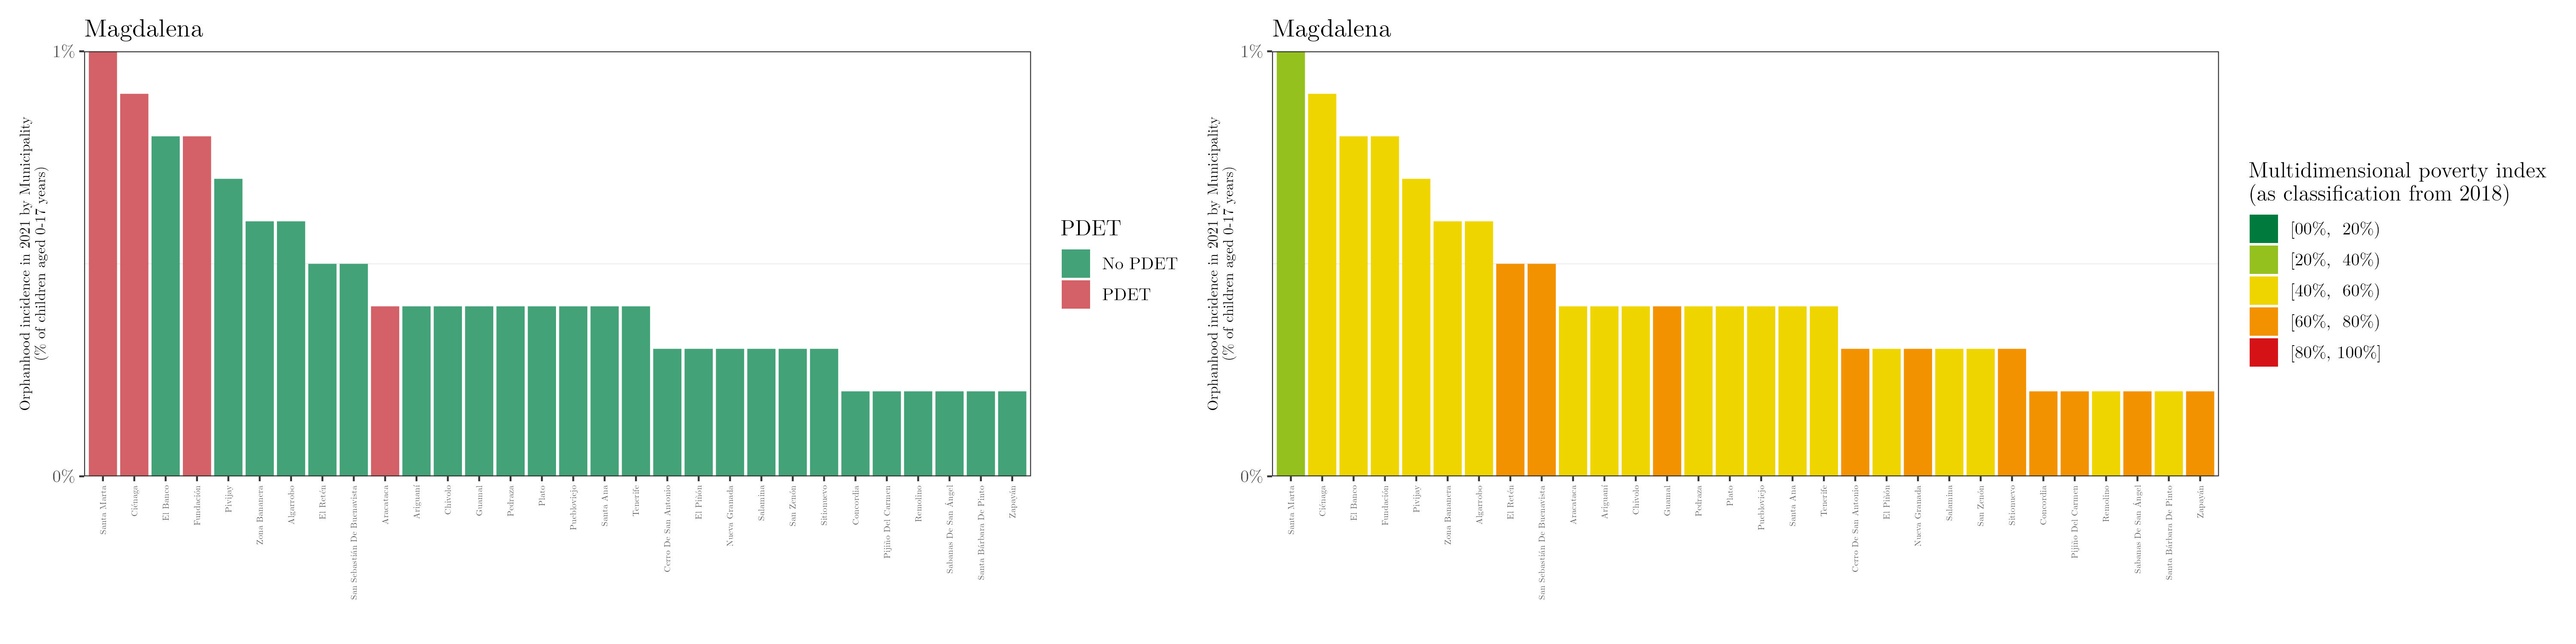 Magdalena
1%
0%
Orphanhood incidence in 2021 by Municipality
(% of children aged 0-17 years)
Santa Marta
Ciénaga
El Banco
Fundación
Pivijay
Zona Bananera
Algarrobo
El Retén
San Sebastián De Buenavista
Aracataca
Ariguaní
Chivolo
Guamal
Pedraza
Plato
Puebloviejo
Santa Ana
Tenerife
Cerro De San Antonio
El Piñón
Nueva Granada
Salamina
San Zenón
Sitionuevo
Concordia
Pijiño Del Carmen
Remolino
Sabanas De San Ángel
Santa Bárbara De Pinto
Zapayán
PDET
No PDET
PDET
Magdalena
1%
0%
Orphanhood incidence in 2021 by Municipality
(% of children aged 0-17 years)
Santa Marta
Ciénaga
El Banco
Fundación
Pivijay
Zona Bananera
Algarrobo
El Retén
San Sebastián De Buenavista
Aracataca
Ariguaní
Chivolo
Guamal
Pedraza
Plato
Puebloviejo
Santa Ana
Tenerife
Cerro De San Antonio
El Piñón
Nueva Granada
Salamina
San Zenón
Sitionuevo
Concordia
Pijiño Del Carmen
Remolino
Sabanas De San Ángel
Santa Bárbara De Pinto
Zapayán
Multidimensional poverty index
(as classification from 2018)
[00%, 20%)
[20%, 40%)
[40%, 60%)
[60%, 80%)
[80%, 100%]